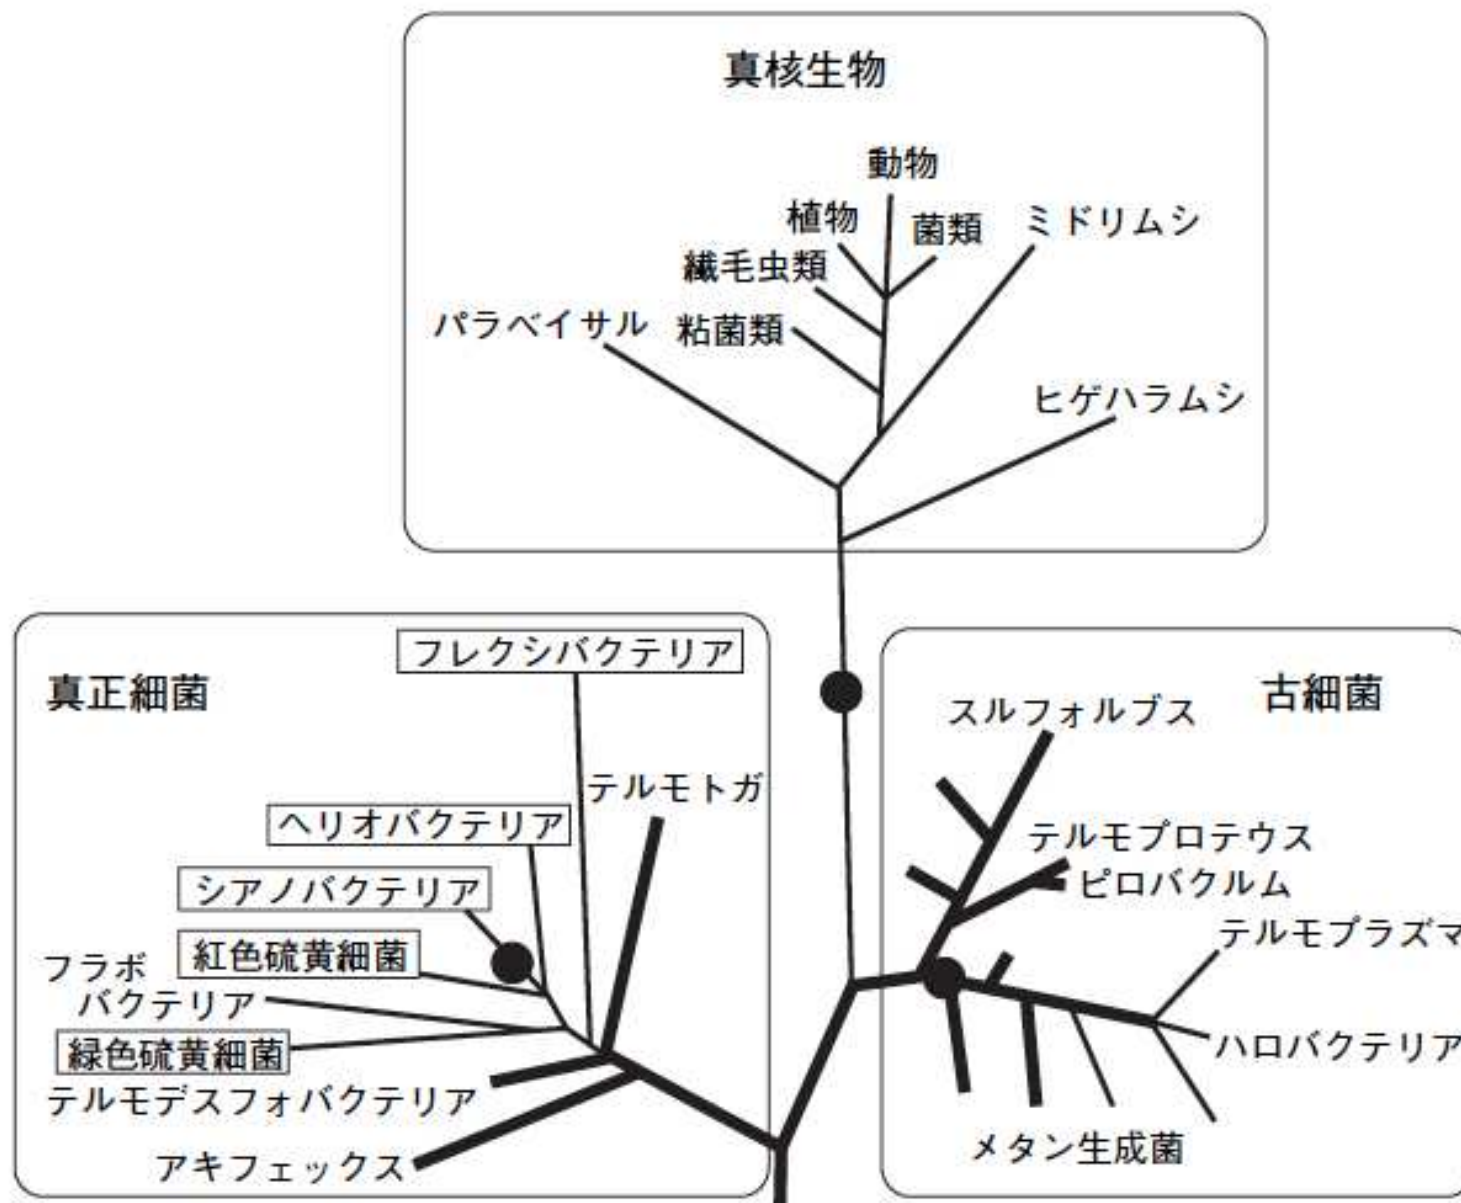 真核生物
動物
植物
菌類
ミドリムシ
繊毛虫類
パラベイサル
粘菌類
ヒゲハラムシ
真正細菌
フレクシバクテリア
テルモトガ
ヘリオバクテリア
シアノバクテリア
紅色硫黄細菌
フラボ
バクテリア
緑色硫黄細菌
テルモデスフォバクテリア
アキフェックス
古細菌
スルフォルブス
テルモプロテウス
ピロバクルム
テルモプラズマ
ハロバクテリア
メタン生成菌